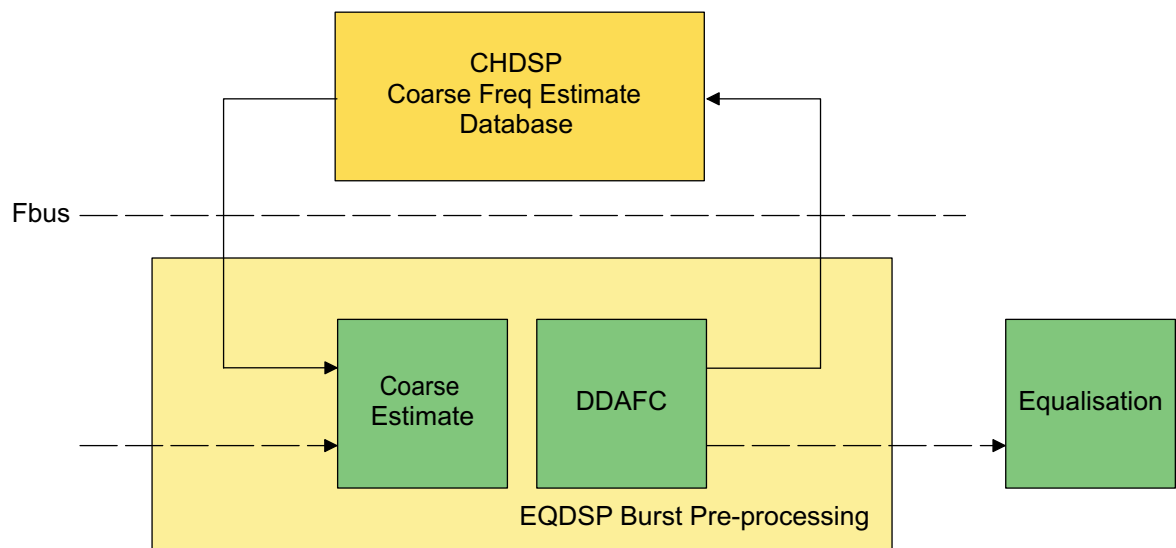 CHDSP
Coarse Freq Estimate
Database
Fbus
Coarse
Estimate
DDAFC
Equalisation
EQDSP Burst Pre-processing